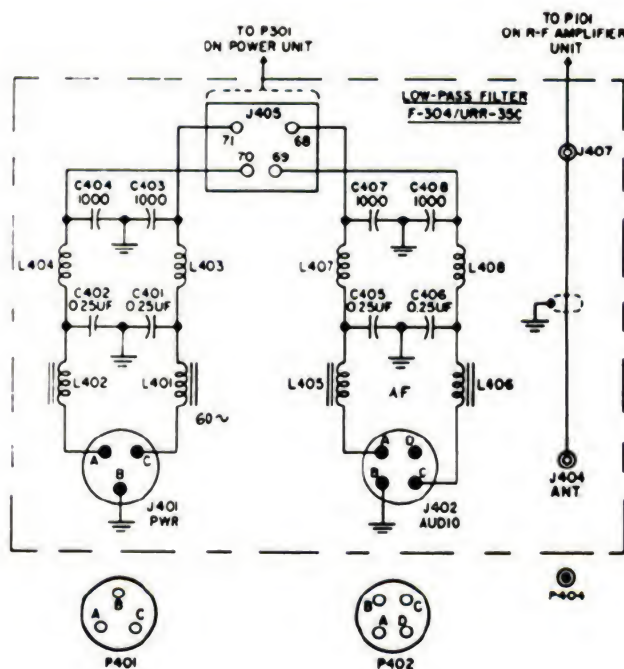 TO P301
ON POWER UNIT
TO P101
ON R-F AMPLIFIER
UNIT
LOW-PASS FILTER
F-304/URR-35C
J405
71
68
70
69
J407
C404
1000
C403
1000
C407
1000
C408
1000
L404
L403
L407
L408
C402
0.25UF
C401
0.25UF
C405
0.25UF
C406
0.25UF
L402
L401
L405
AF
L406
60~
A
C
B
A
D
B
C
J401
PWR
J402
AUDIO
J404
ANT.
B
A
C
P401
B
C
A
D
P402
P404